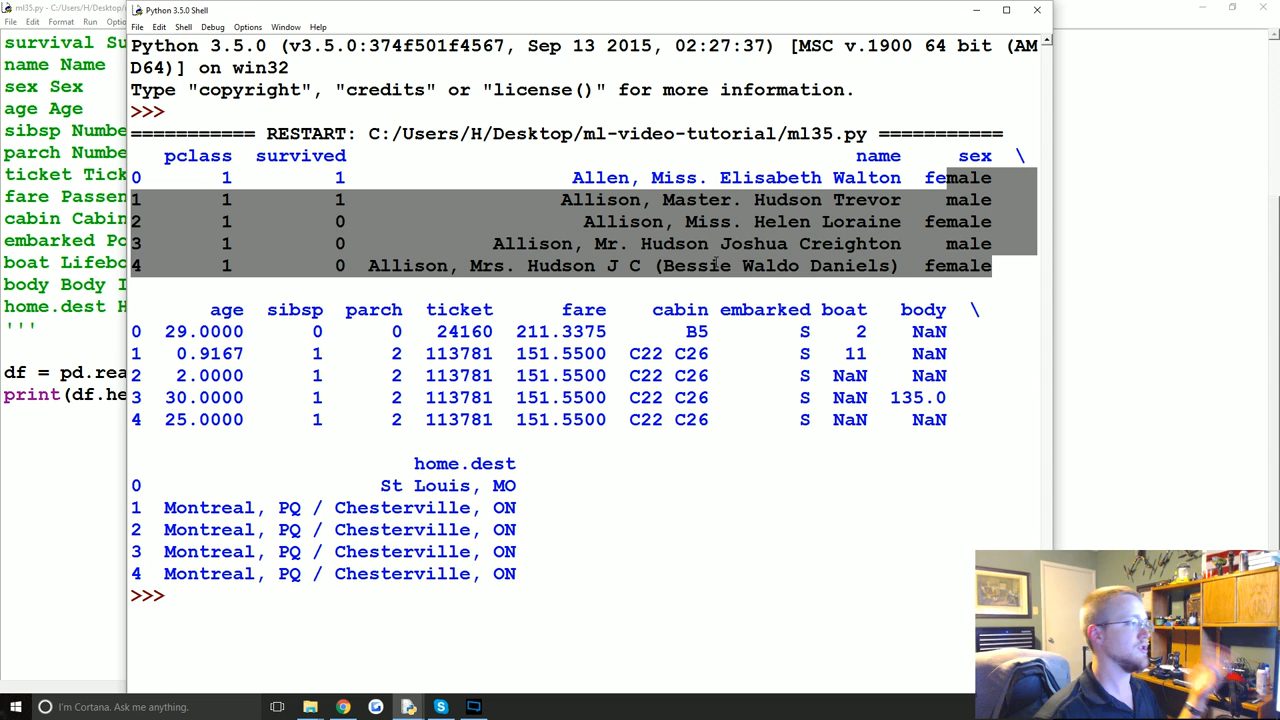 ml35.py - C:/Users/H/Desktop/
File Edit Format Run Optio
survival Su
name Name
sex Sex
age Age
sibsp Numbe
parch Numbe
ticket Tick
fare Passen
cabin Cabin
embarked Po
boat Lifebo
body Body I
home.dest H
'''
df = pd.rea
print(df.he
Python 3.5.0 Shell
File Edit Shell Debug Options Window Help
Python 3.5.0 (v3.5.0:374f501f4567, Sep 13 2015, 02:27:37) [MSC v.1900 64 bit (AM
D64)] on win32
Type "copyright", "credits" or "license()" for more information.
>>>
=========== RESTART: C:/Users/H/Desktop/ml-video-tutorial/ml35.py ===========
pclass survived name sex \
0 1 1 Allen, Miss. Elisabeth Walton female
1 1 1 Allison, Master. Hudson Trevor male
2 1 0 Allison, Miss. Helen Loraine female
3 1 0 Allison, Mr. Hudson Joshua Creighton male
4 1 0 Allison, Mrs. Hudson J C (Bessie Waldo Daniels) female
age sibsp parch ticket fare cabin embarked boat body \
0 29.0000 0 0 24160 211.3375 B5 S 2 NaN
1 0.9167 1 2 113781 151.5500 C22 C26 S 11 NaN
2 2.0000 1 2 113781 151.5500 C22 C26 S NaN NaN
3 30.0000 1 2 113781 151.5500 C22 C26 S NaN 135.0
4 25.0000 1 2 113781 151.5500 C22 C26 S NaN NaN
home.dest
0 St Louis, MO
1 Montreal, PQ / Chesterville, ON
2 Montreal, PQ / Chesterville, ON
3 Montreal, PQ / Chesterville, ON
4 Montreal, PQ / Chesterville, ON
>>>
I'm Cortana. Ask me anything.